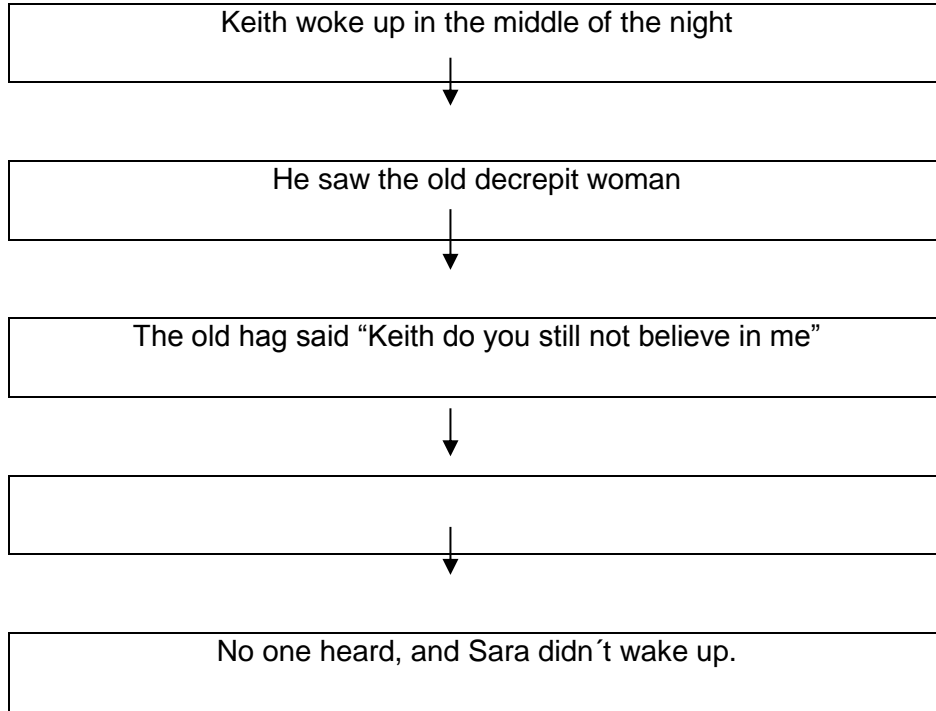 Keith woke up in the middle of the night
He saw the old decrepit woman
The old hag said “Keith do you still not believe in me”
No one heard, and Sara didn´t wake up.